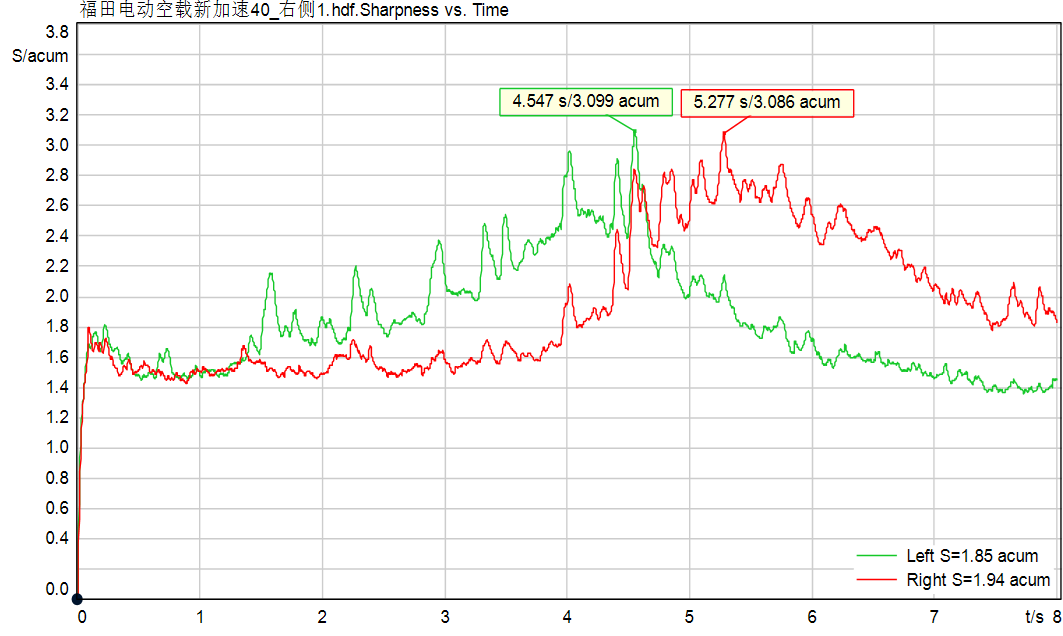 福田电动空载新加速40_右侧1.hdf.Sharpness vs. Time
3.8
S/acum
3.4
3.2
3.0
2.8
2.6
2.4
2.2
2.0
1.8
1.6
1.4
1.2
1.0
0.8
0.6
0.4
0.0
4.547 s/3.099 acum
5.277 s/3.086 acum
Left S=1.85 acum
Right S=1.94 acum
0 1 2 3 4 5 6 7 t/s 8